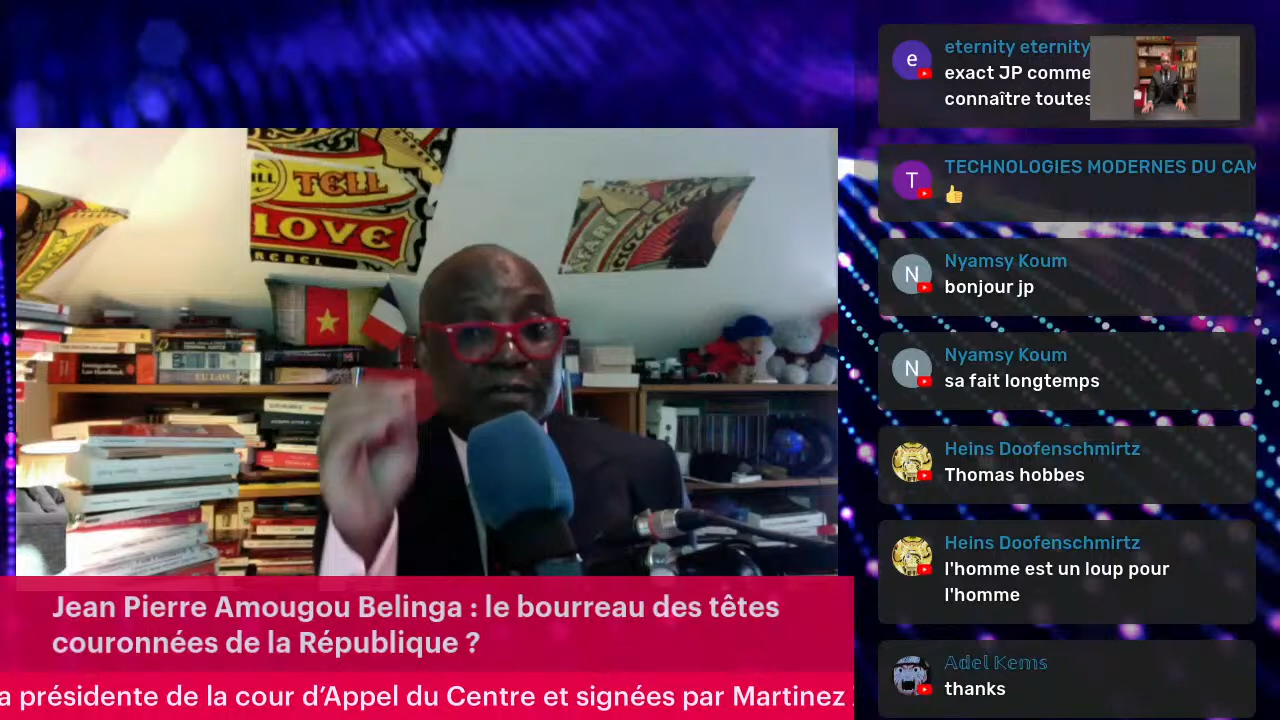 TELL
LOVE
REBEL
EU LAW
Jean Pierre Amougou Belinga : le bourreau des têtes
couronnées de la République ?
a présidente de la cour d’Appel du Centre et signées par Martinez
e
eternity eternity
exact JP comme
connaître toutes
T
TECHNOLOGIES MODERNES DU CAM
N
Nyamsy Koum
bonjour jp
N
Nyamsy Koum
sa fait longtemps
Heins Doofenschmirtz
Thomas hobbes
Heins Doofenschmirtz
l'homme est un loup pour
l'homme
Adel Kems
thanks